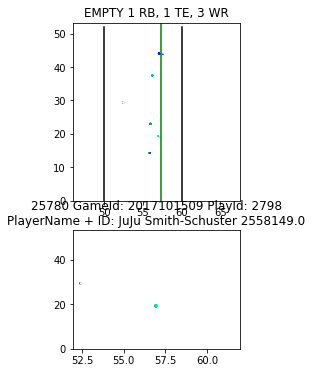 EMPTY 1 RB, 1 TE, 3 WR
50
40
30
20
10
0
50 55 60 65
25780 GameId: 2017101509 PlayId: 2798
PlayerName + ID: JuJu Smith-Schuster 2558149.0
40
20
0
52.5 55.0 57.5 60.0